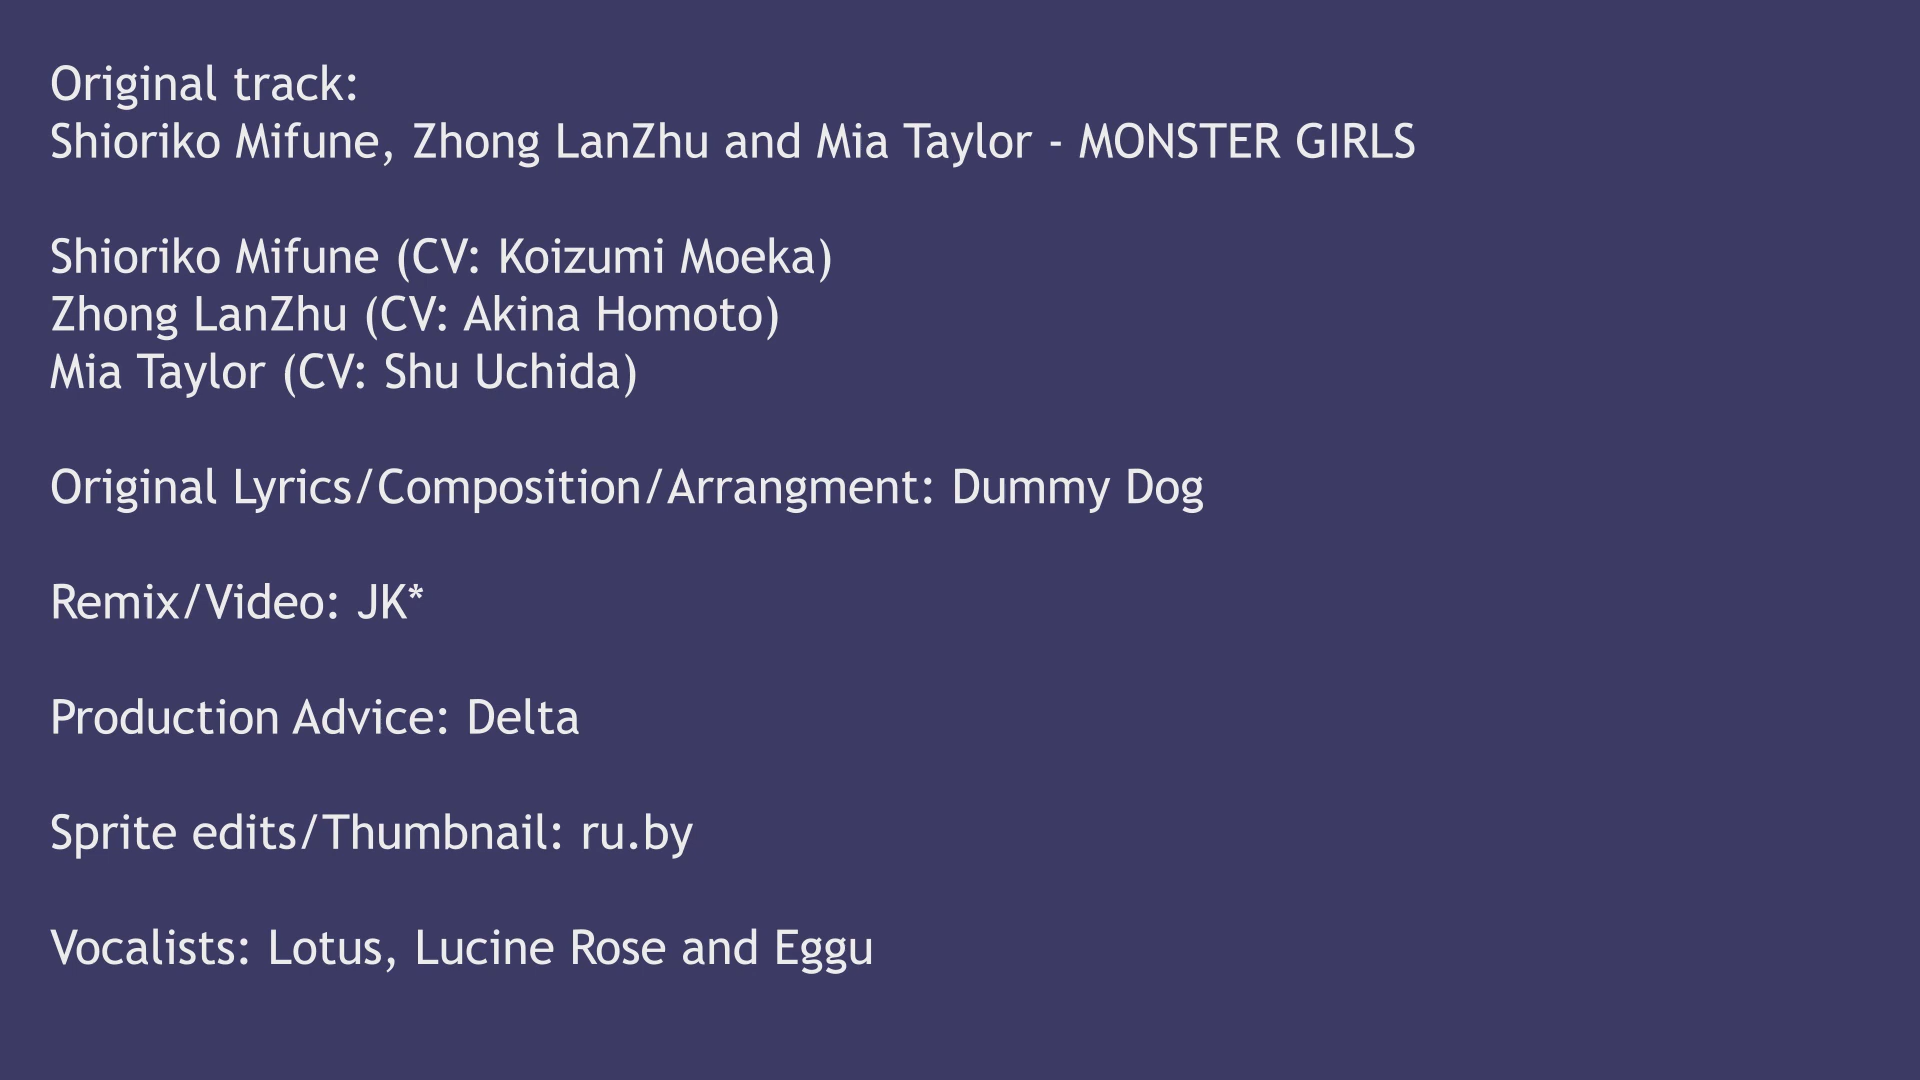 Original track:
Shioriko Mifune, Zhong LanZhu and Mia Taylor - MONSTER GIRLS
Shioriko Mifune (CV: Koizumi Moeka)
Zhong LanZhu (CV: Akina Homoto)
Mia Taylor (CV: Shu Uchida)
Original Lyrics/Composition/Arrangment: Dummy Dog
Remix/Video: JK*
Production Advice: Delta
Sprite edits/Thumbnail: ru.by
Vocalists: Lotus, Lucine Rose and Eggu